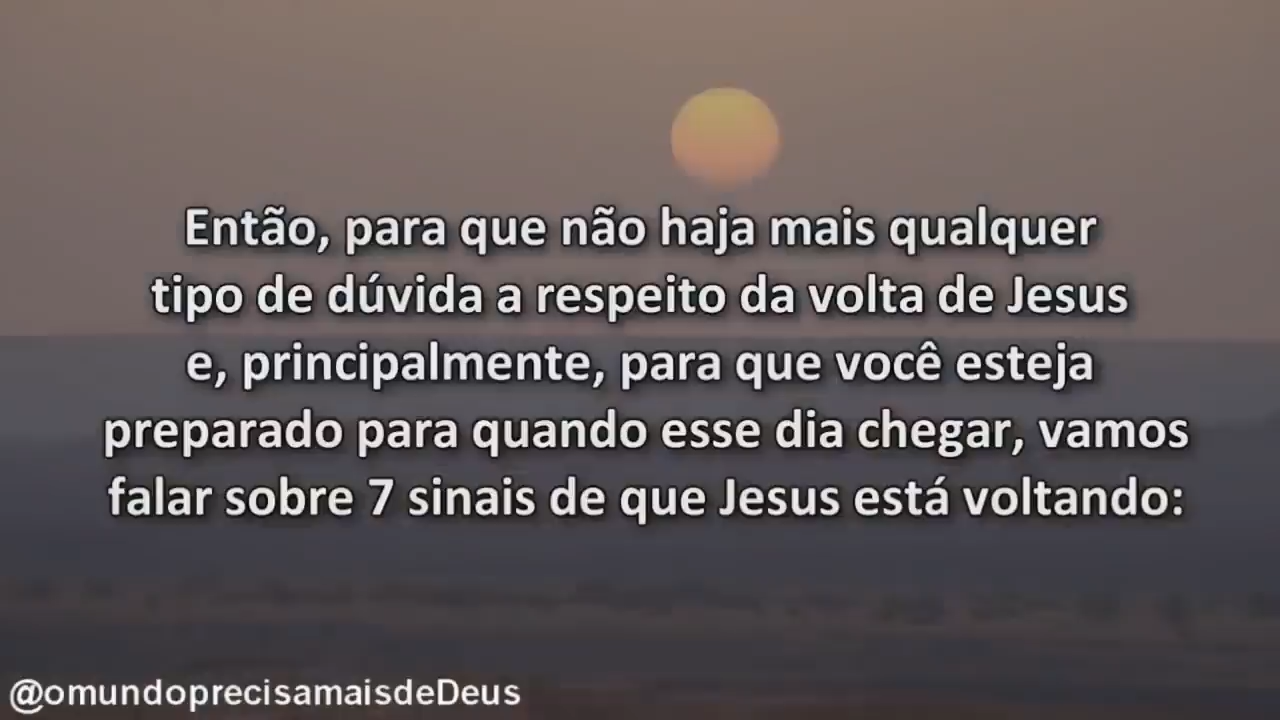 Então, para que não haja mais qualquer
tipo de dúvida a respeito da volta de Jesus
e, principalmente, para que você esteja
preparado para quando esse dia chegar, vamos
falar sobre 7 sinais de que Jesus está voltando:
@omundoprecisamaisdeDeus